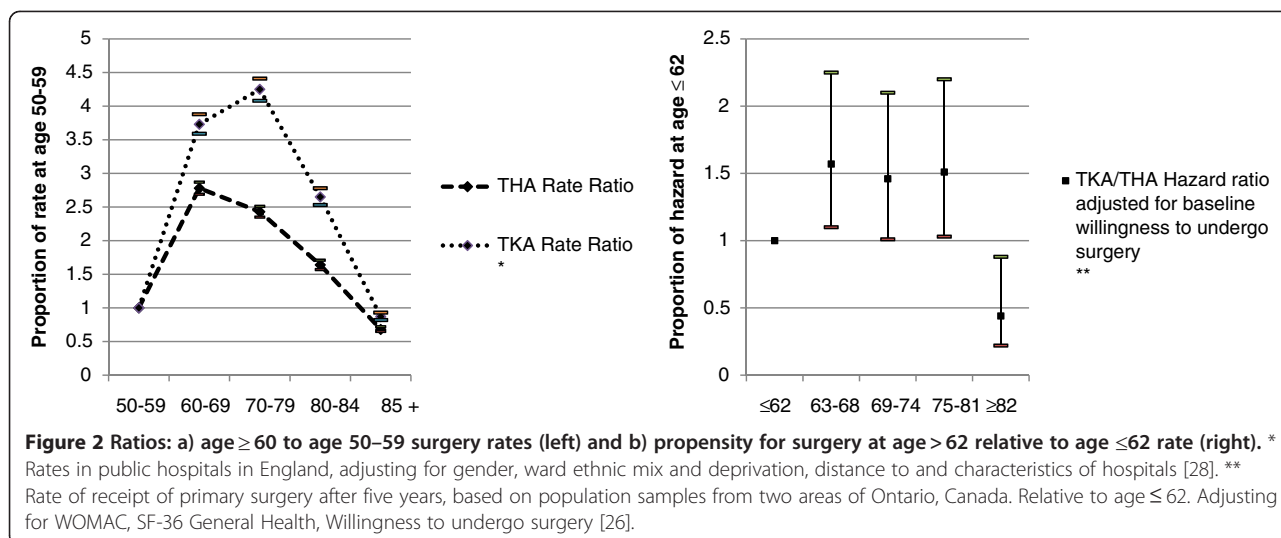 Proportion of rate at age 50-59
5
4.5
4
3.5
3
2.5
2
1.5
1
0.5
0
50-59 60-69 70-79 80-84 85 +
THA Rate Ratio
TKA Rate Ratio
*
Proportion of hazard at age ≤ 62
2.5
2
1.5
1
0.5
0
≤62 63-68 69-74 75-81 ≥82
TKA/THA Hazard ratio
adjusted for baseline
willingness to undergo
surgery
**
Figure 2 Ratios: a) age ≥ 60 to age 50–59 surgery rates (left) and b) propensity for surgery at age > 62 relative to age ≤62 rate (right). *
Rates in public hospitals in England, adjusting for gender, ward ethnic mix and deprivation, distance to and characteristics of hospitals [28]. **
Rate of receipt of primary surgery after five years, based on population samples from two areas of Ontario, Canada. Relative to age ≤ 62. Adjusting
for WOMAC, SF-36 General Health, Willingness to undergo surgery [26].